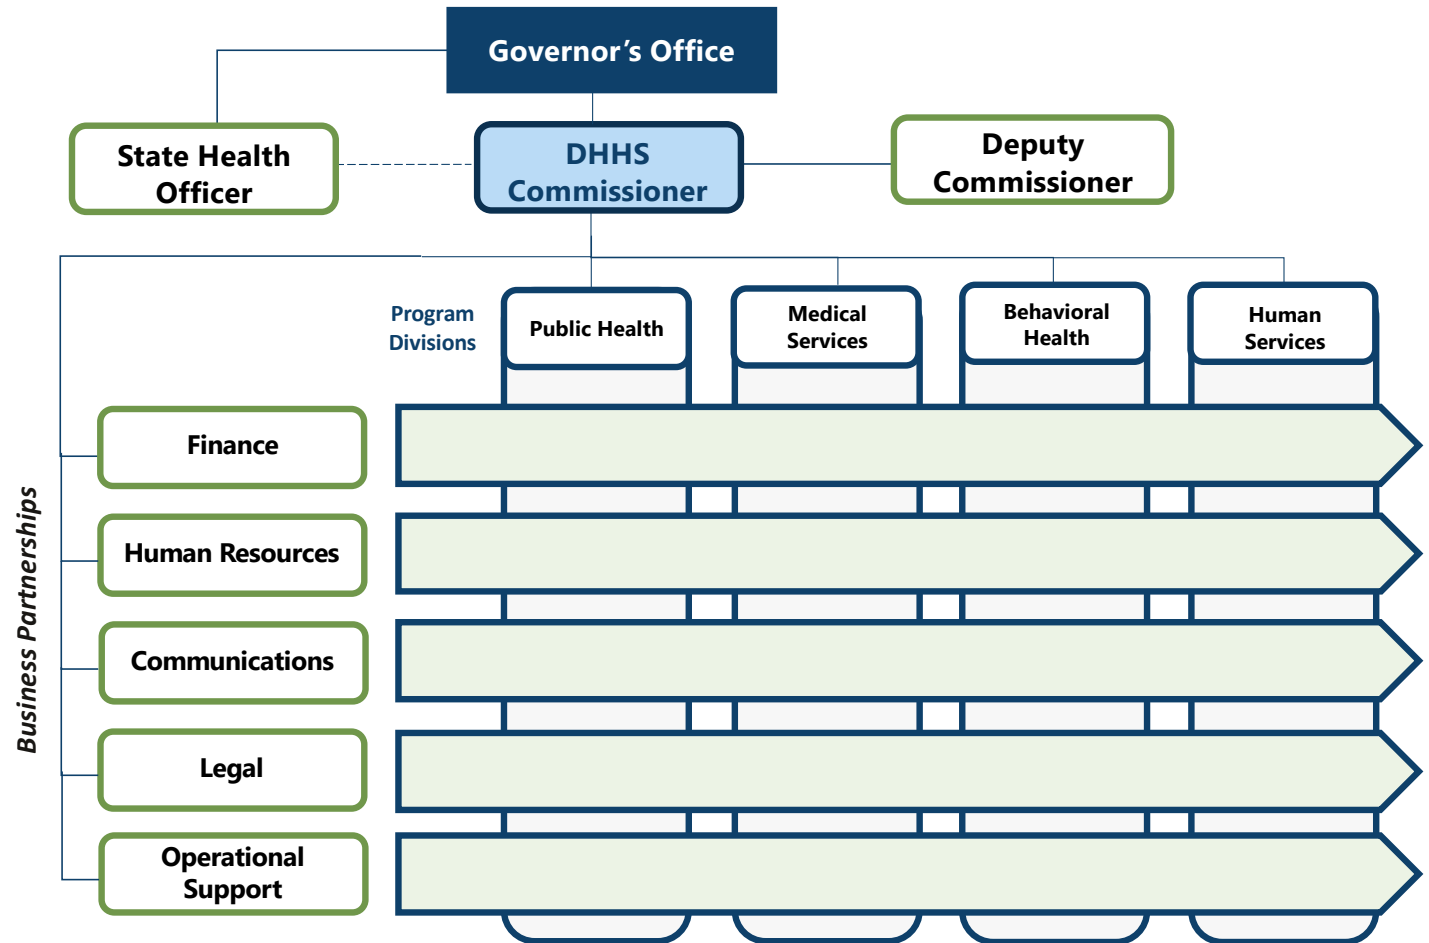 Governor’s Office
State Health
Officer
DHHS
Commissioner
Deputy
Commissioner
Program
Divisions
Public Health
Medical
Services
Behavioral
Health
Human
Services
Business Partnerships
Finance
Human Resources
Communications
Legal
Operational
Support